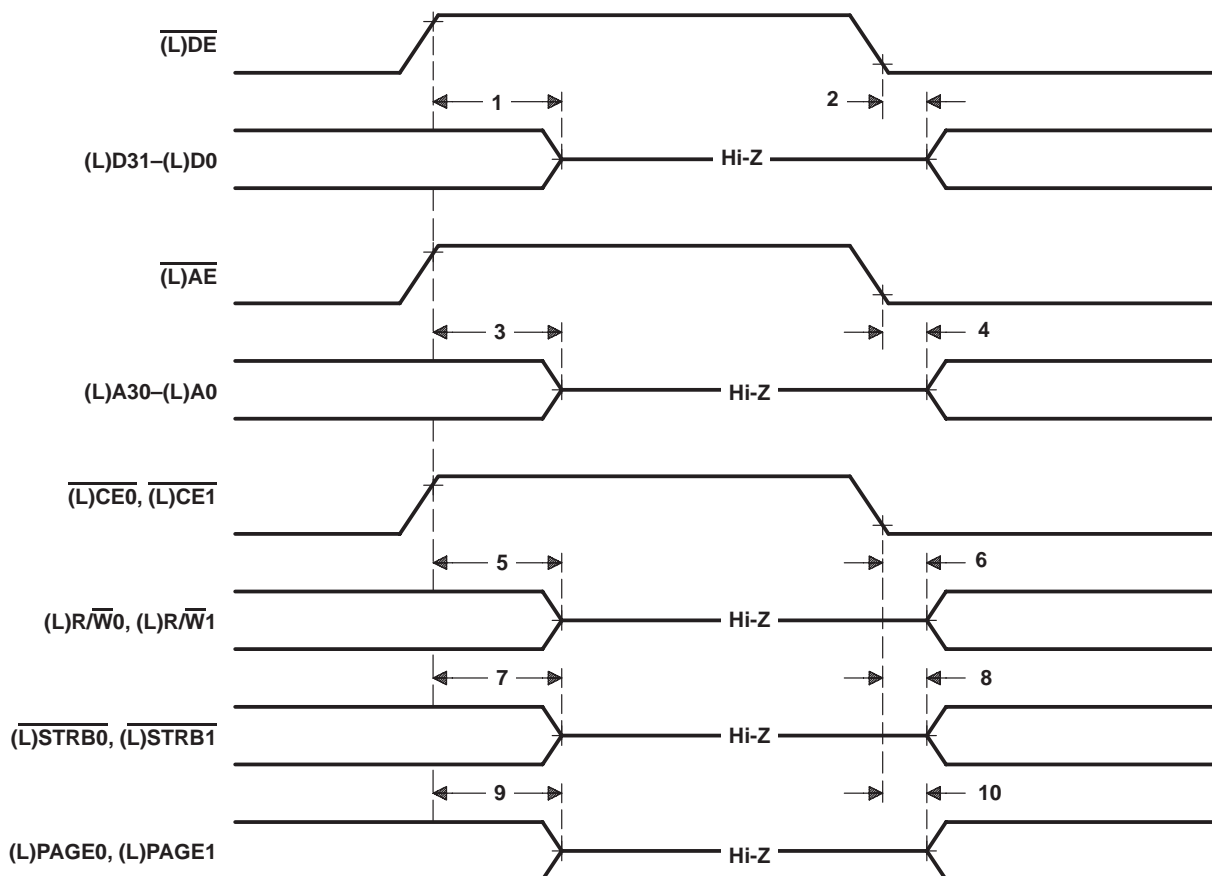 (L)DE
1
2
(L)D31–(L)D0
Hi-Z
(L)AE
3
4
(L)A30–(L)A0
Hi-Z
(L)CE0, (L)CE1
5
6
(L)R/W0, (L)R/W1
Hi-Z
7
8
(L)STRB0, (L)STRB1
Hi-Z
9
10
(L)PAGE0, (L)PAGE1
Hi-Z